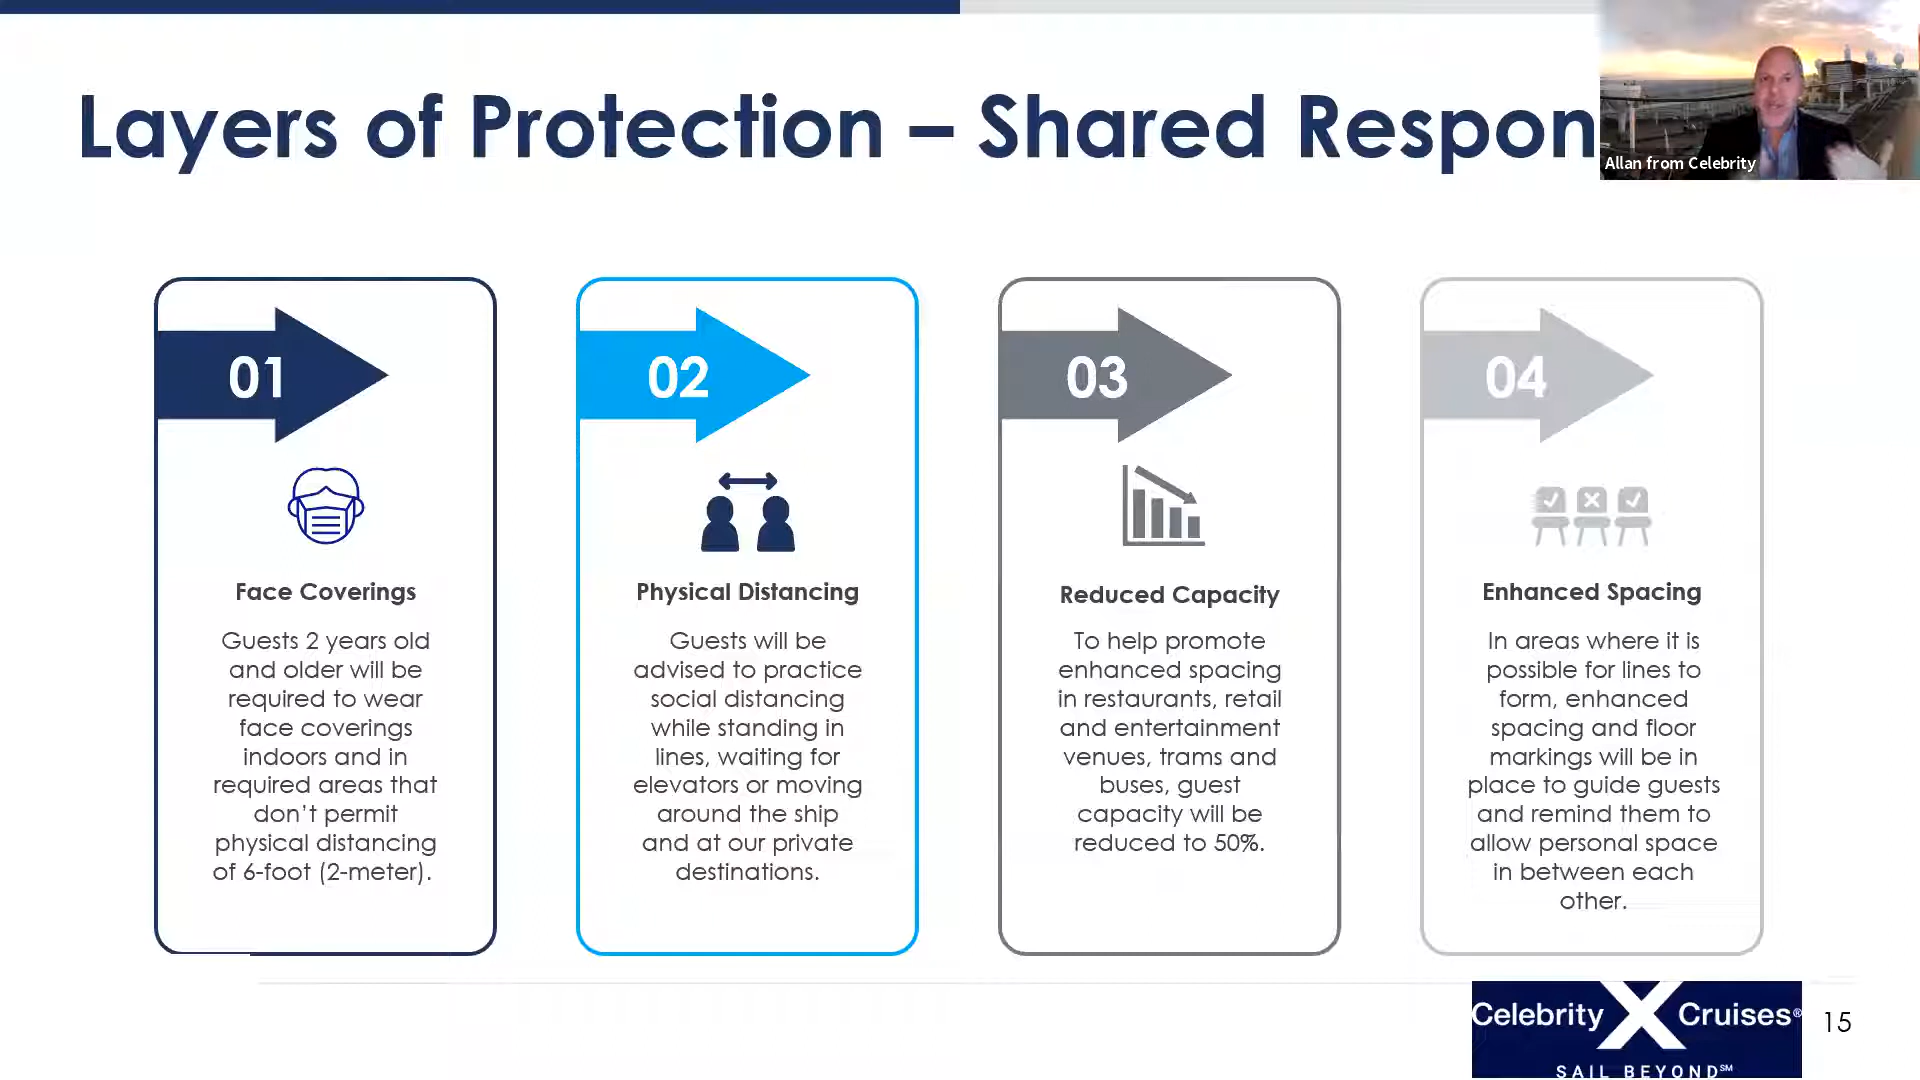 Layers of Protection – Shared Respon
Allan from Celebrity
01
Face Coverings
Guests 2 years old
and older will be
required to wear
face coverings
indoors and in
required areas that
don't permit
physical distancing
of 6-foot (2-meter).
02
Physical Distancing
Guests will be
advised to practice
social distancing
while standing in
lines, waiting for
elevators or moving
around the ship
and at our private
destinations.
03
Reduced Capacity
To help promote
enhanced spacing
in restaurants, retail
and entertainment
venues, trams and
buses, guest
capacity will be
reduced to 50%.
04
Enhanced Spacing
In areas where it is
possible for lines to
form, enhanced
spacing and floor
markings will be in
place to guide guests
and remind them to
allow personal space
in between each
other.
Celebrity X Cruises®
SAIL BEYOND℠
15